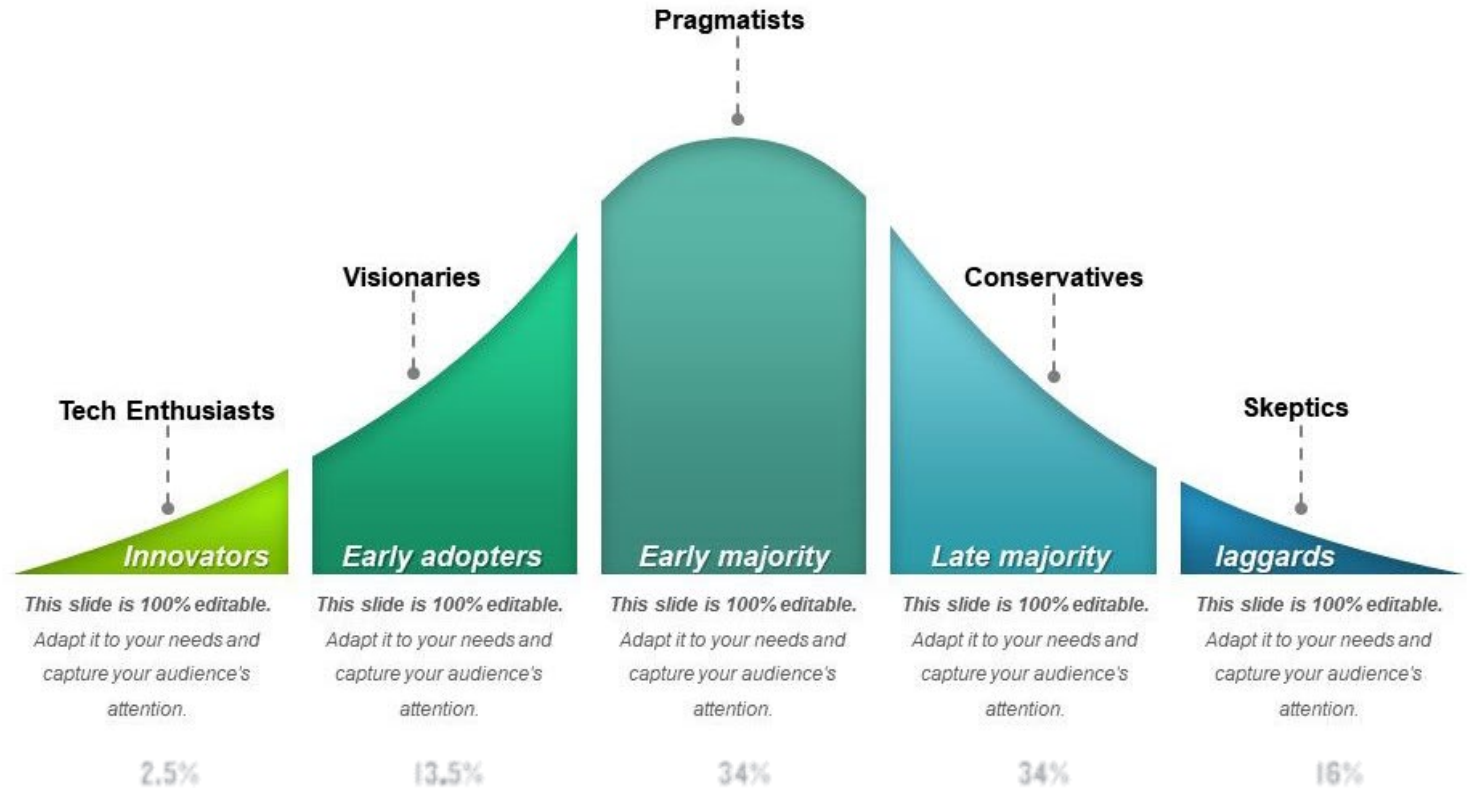 Pragmatists
Visionaries
Conservatives
Tech Enthusiasts
Skeptics
Innovators
Early adopters
Early majority
Late majority
laggards
This slide is 100% editable.
Adapt it to your needs and
capture your audience's
attention.
This slide is 100% editable.
Adapt it to your needs and
capture your audience's
attention.
This slide is 100% editable.
Adapt it to your needs and
capture your audience's
attention.
This slide is 100% editable.
Adapt it to your needs and
capture your audience's
attention.
This slide is 100% editable.
Adapt it to your needs and
capture your audience's
attention.
2.5%
13.5%
34%
34%
16%